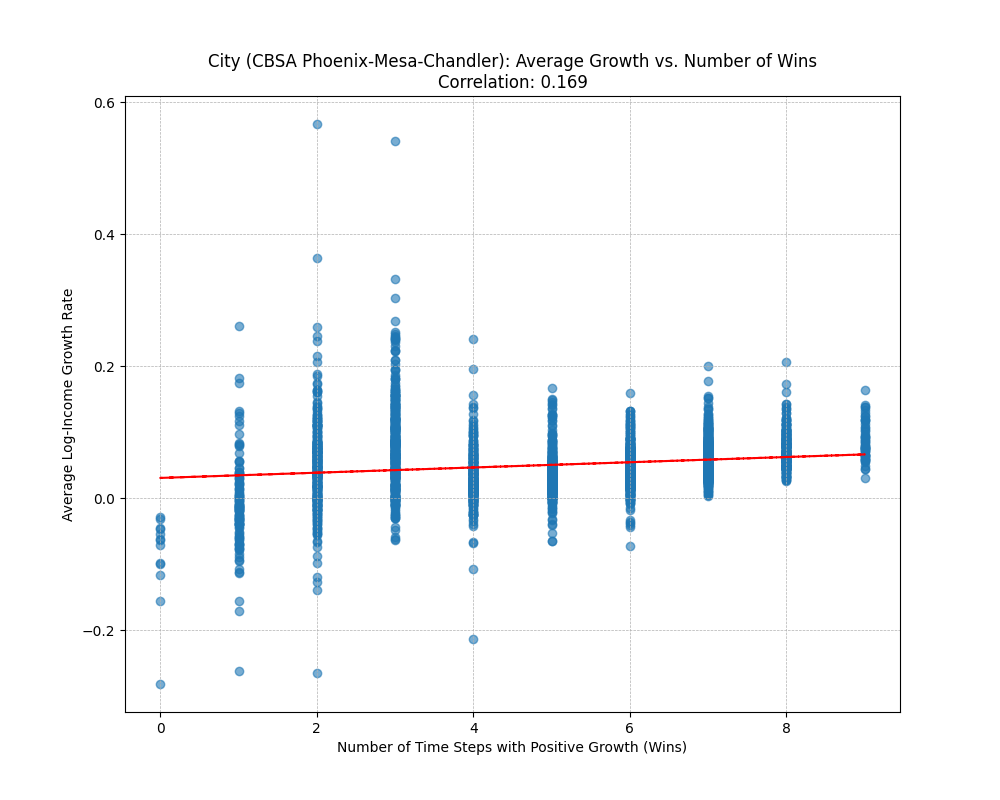 City (CBSA Phoenix-Mesa-Chandler): Average Growth vs. Number of Wins
Correlation: 0.169
Average Log-Income Growth Rate
0.6
0.4
0.2
0.0
−0.2
0 2 4 6 8
Number of Time Steps with Positive Growth (Wins)